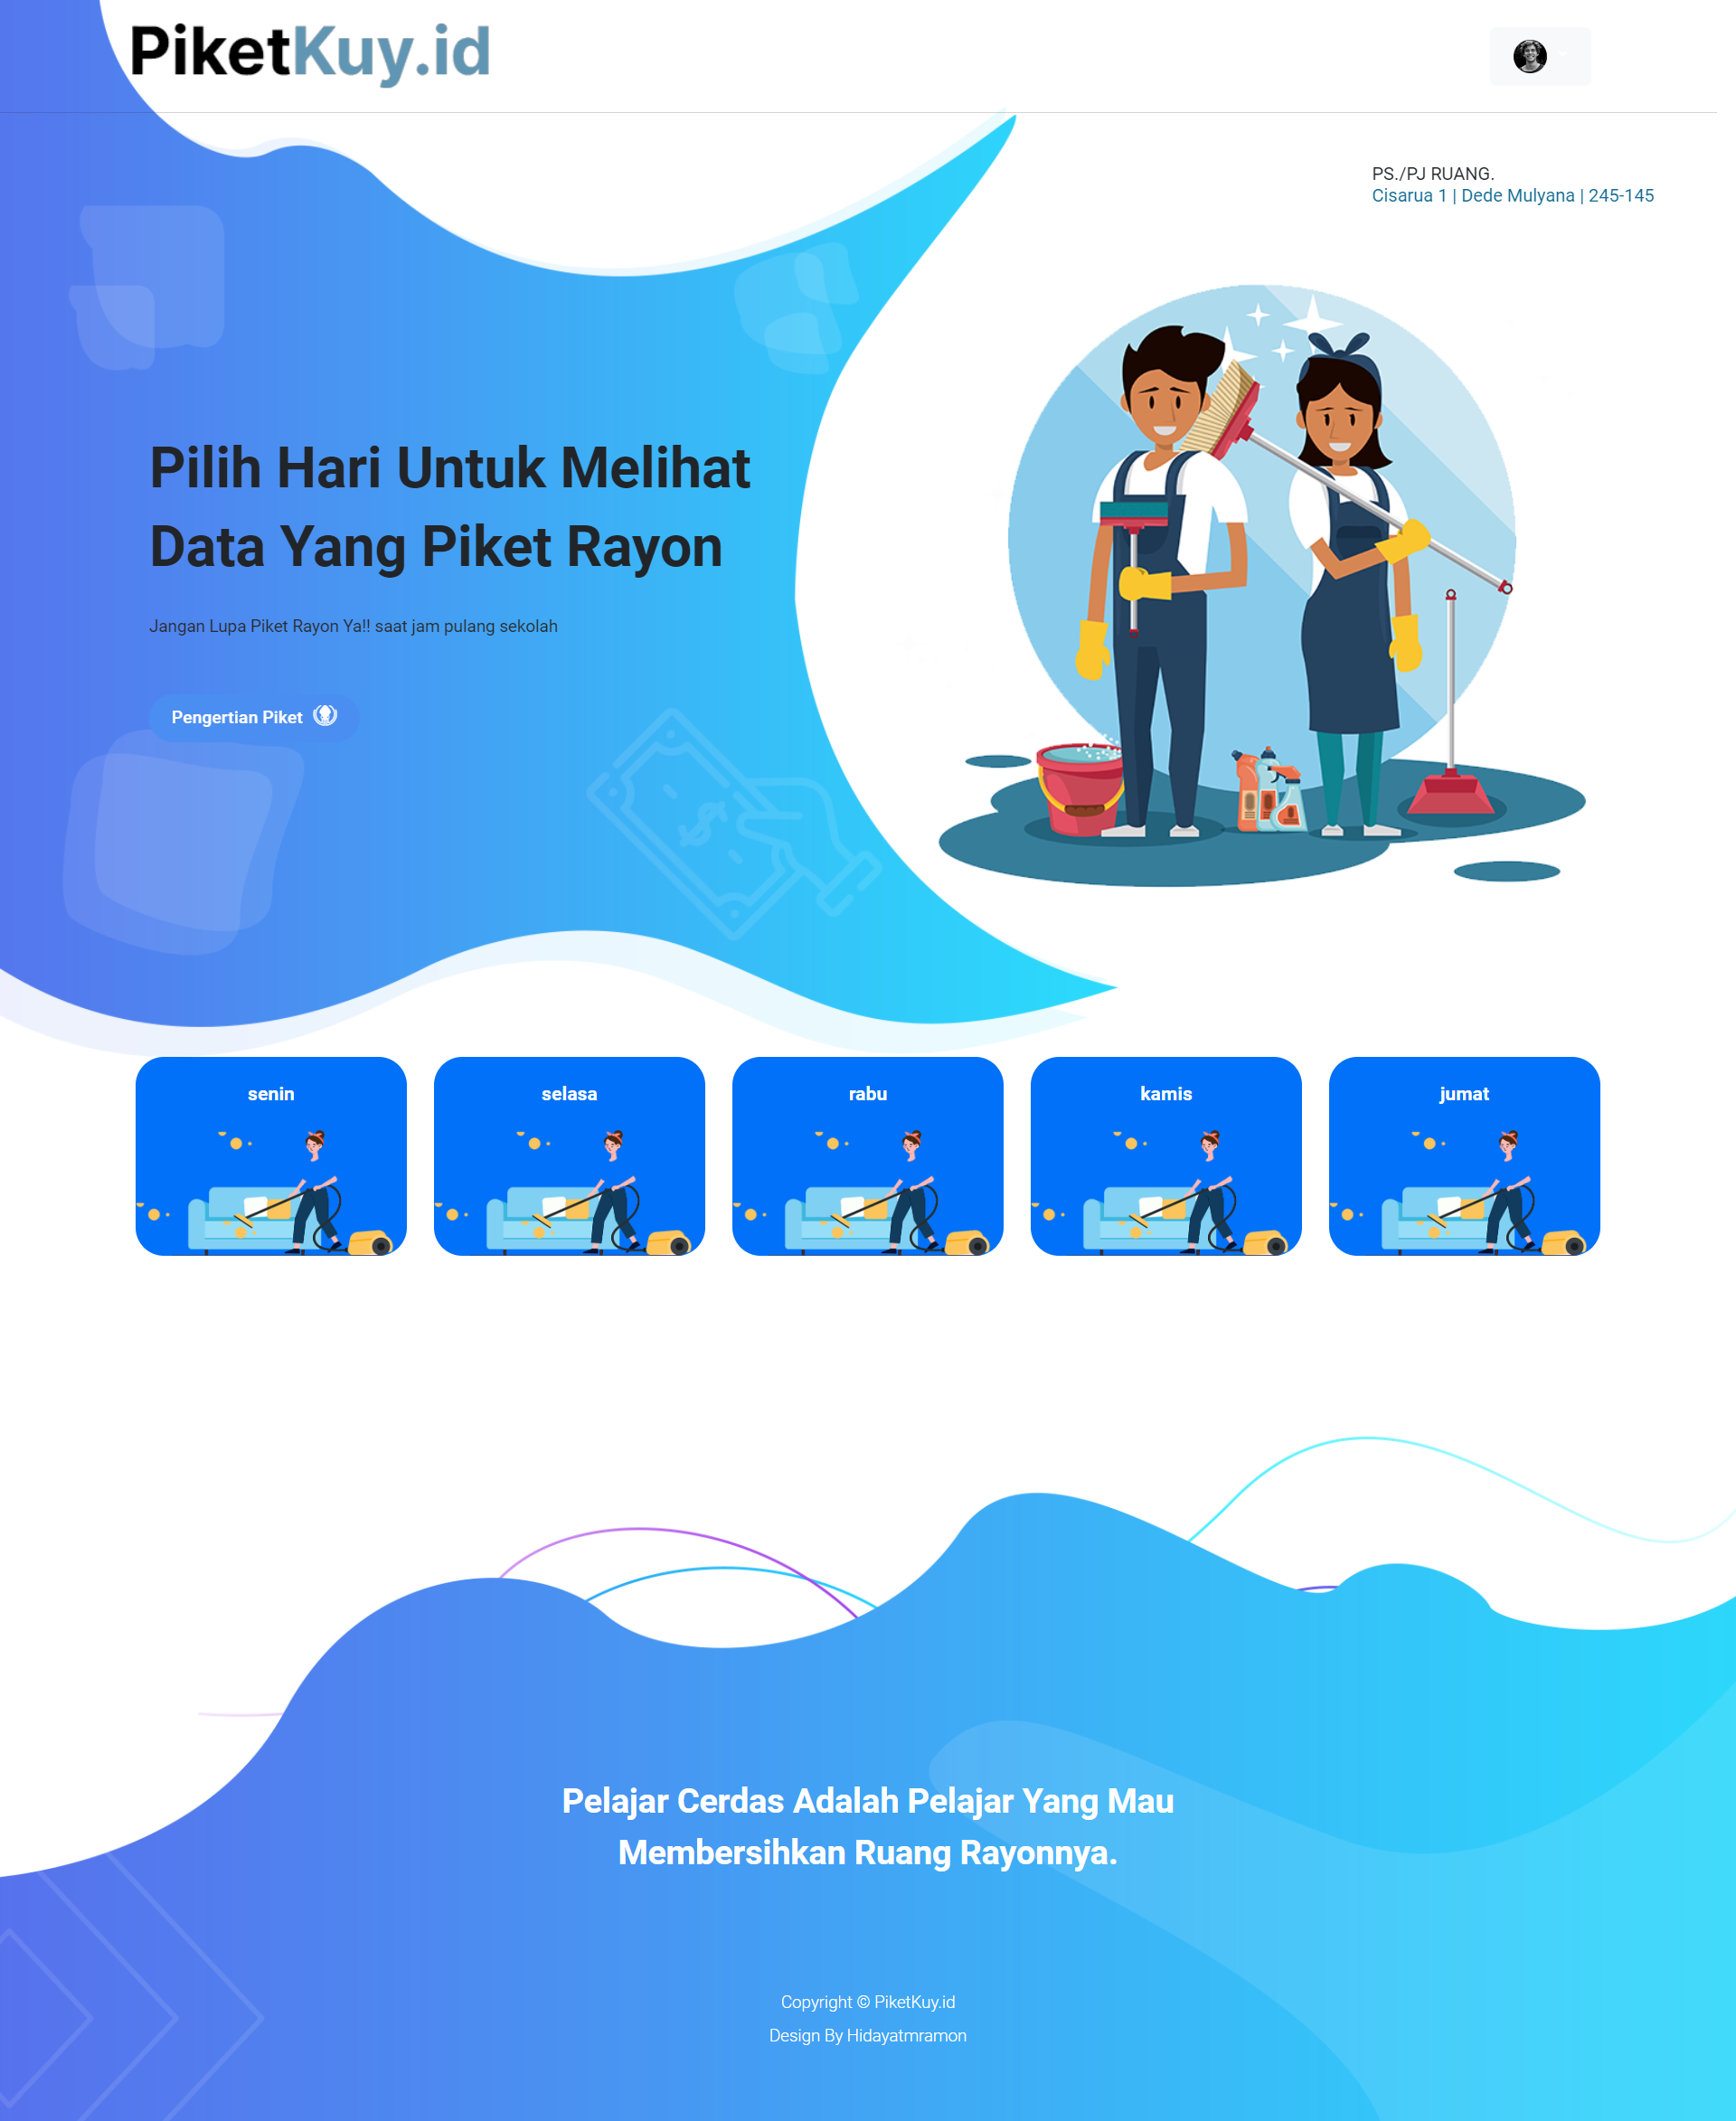 PiketKuy.id
PS./PJ RUANG.
Cisarua 1 | Dede Mulyana | 245-145
Pilih Hari Untuk Melihat
Data Yang Piket Rayon
Jangan Lupa Piket Rayon Ya!! saat jam pulang sekolah
Pengertian Piket
senin
selasa
rabu
kamis
jumat
Pelajar Cerdas Adalah Pelajar Yang Mau
Membersihkan Ruang Rayonnya.
Copyright © PiketKuy.id
Design By Hidayatmramon